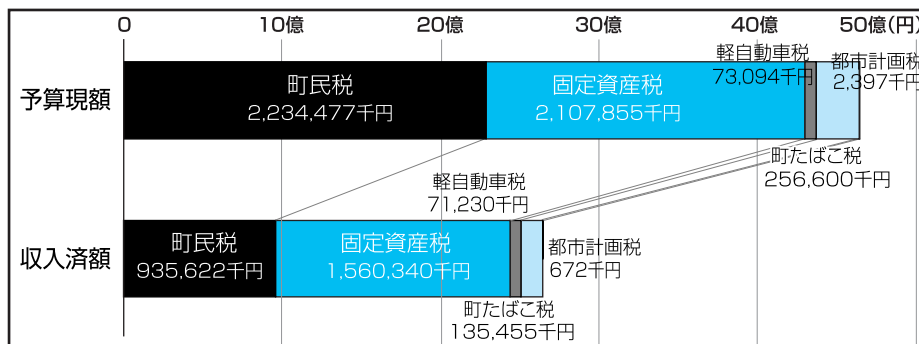 0 10億 20億 30億 40億 50億(円)
予算現額
町民税
2,234,477千円
固定資産税
2,107,855千円
軽自動車税
73,094千円
都市計画税
2,397千円
町たばこ税
256,600千円
収入済額
町民税
935,622千円
固定資産税
1,560,340千円
軽自動車税
71,230千円
都市計画税
672千円
町たばこ税
135,455千円